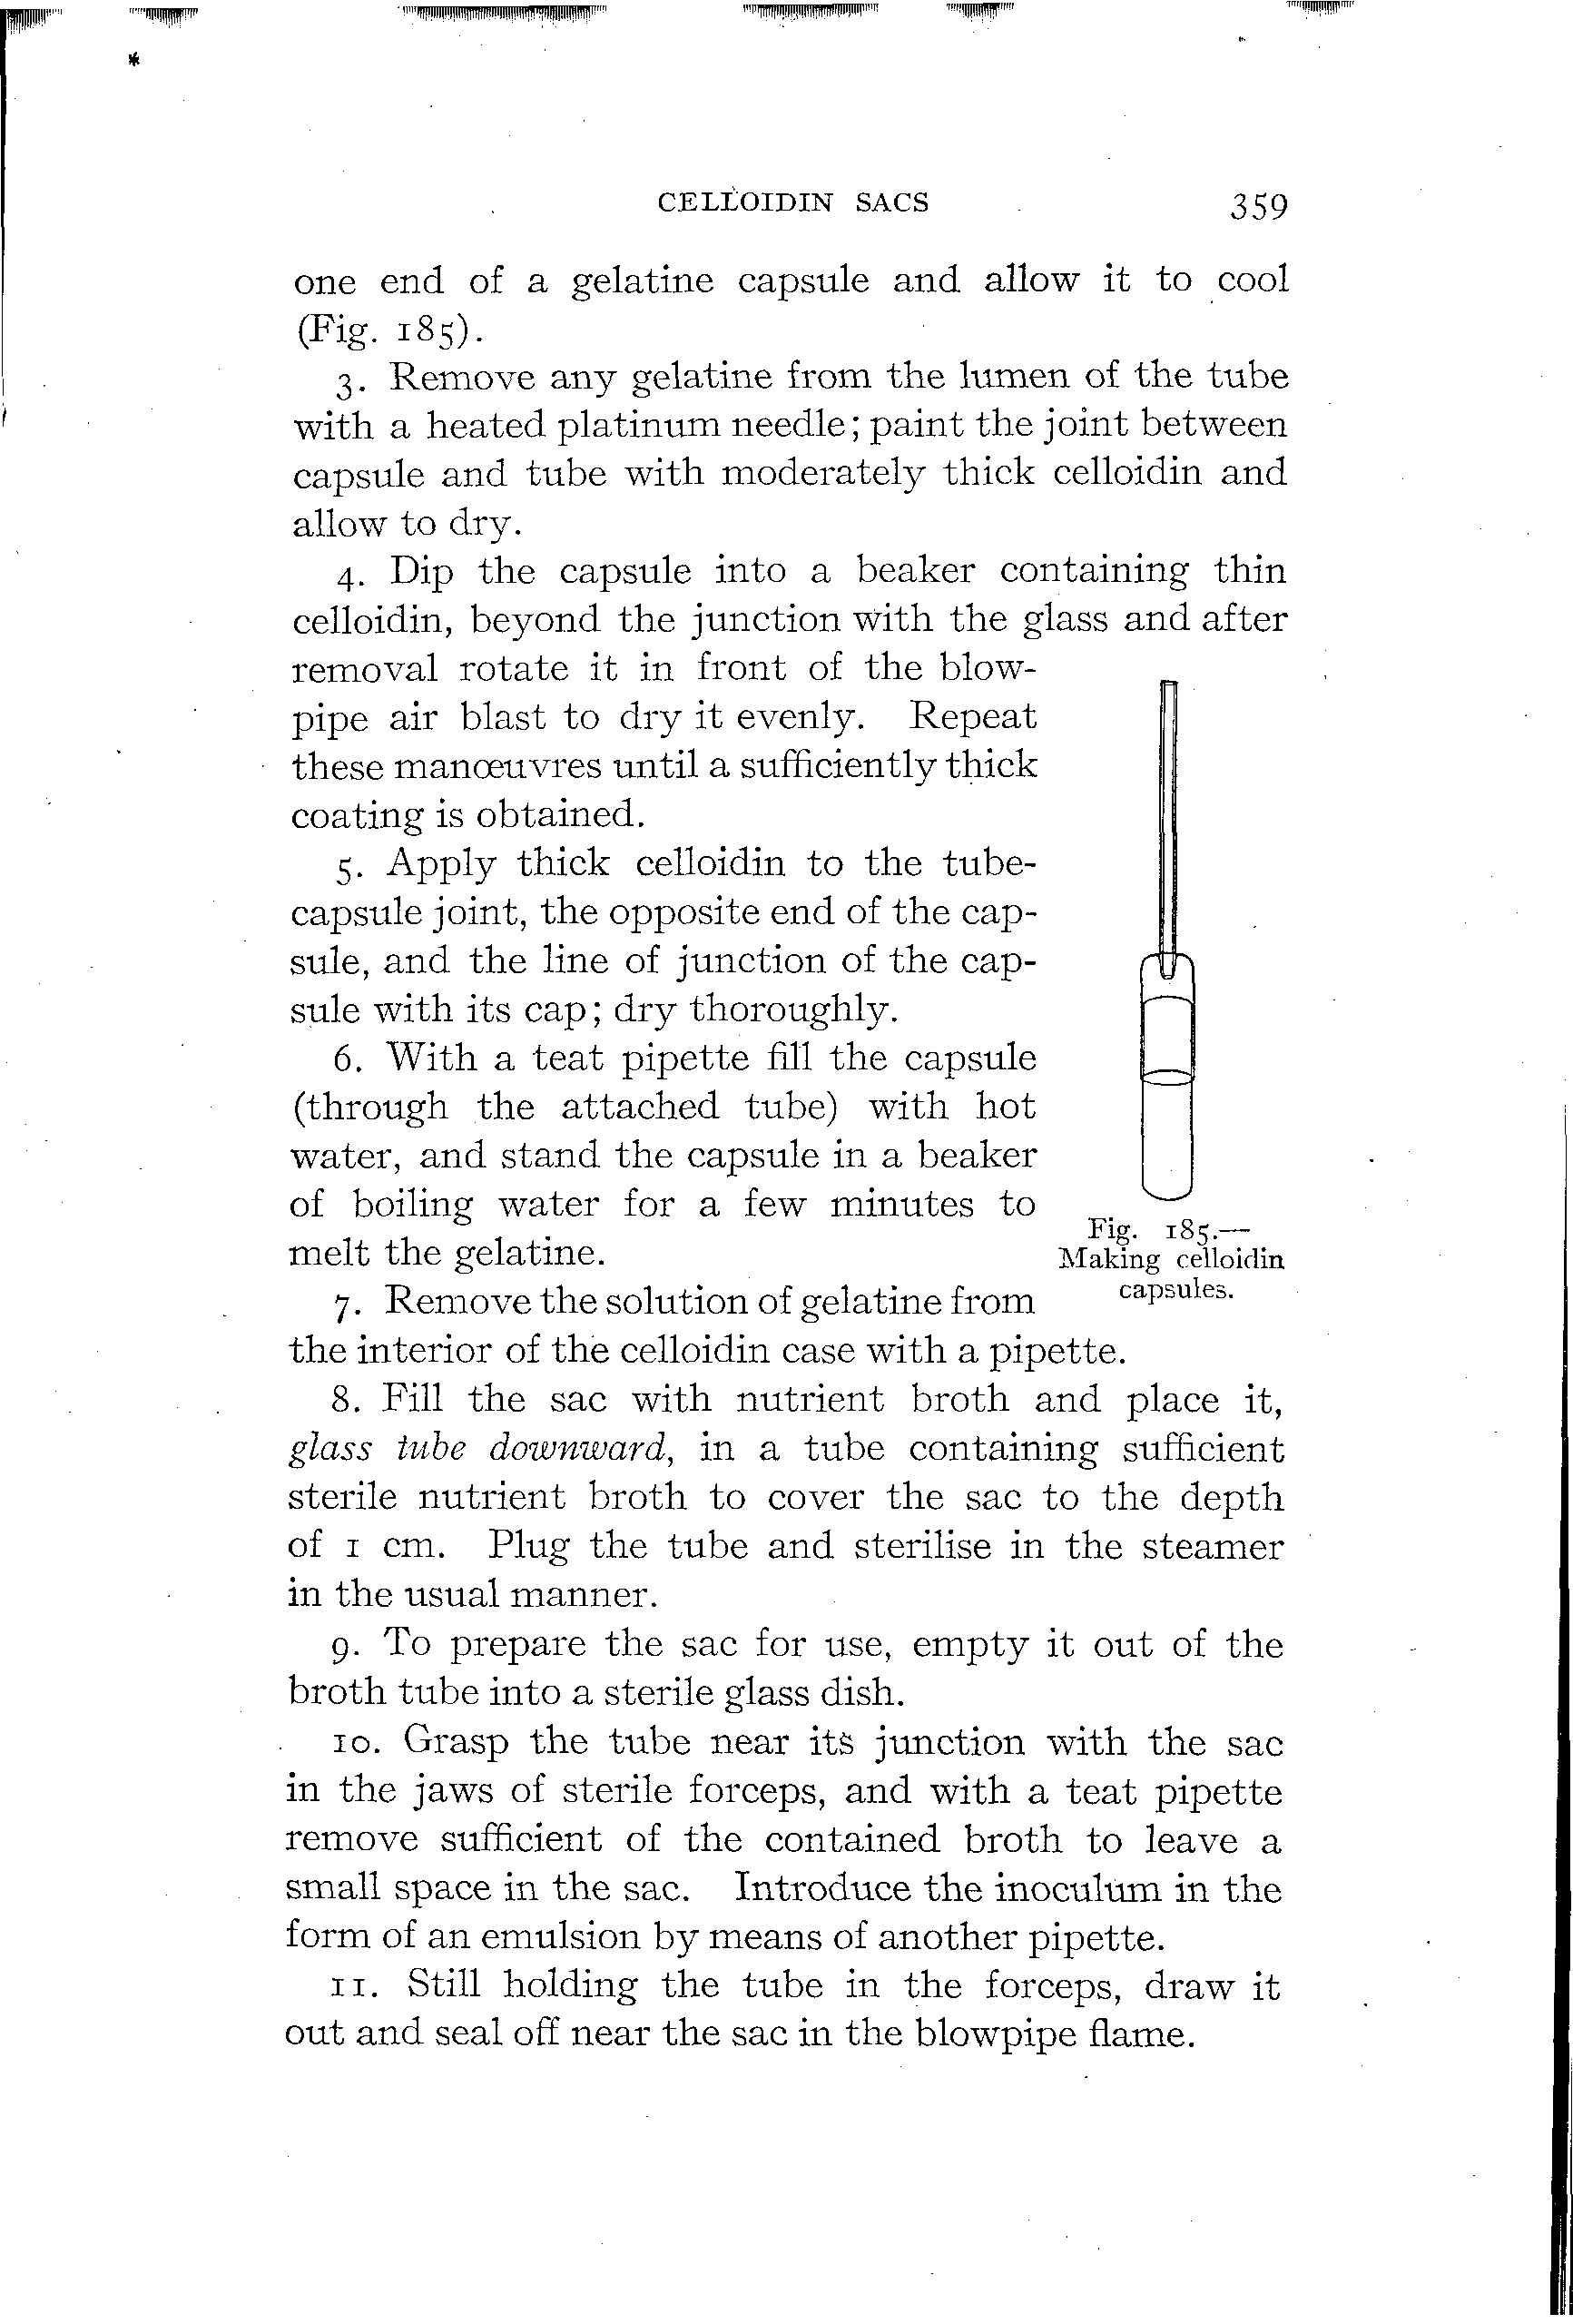 CELLOIDIN SACS 359
one end of a gelatine capsule and allow it to cool
(Fig. 185).
3. Remove any gelatine from the lumen of the tube
with a heated platinum needle; paint the joint between
capsule and tube with moderately thick celloidin and
allow to dry.
4. Dip the capsule into a beaker containing thin
celloidin, beyond the junction with the glass and after
removal rotate it in front of the blow-
pipe air blast to dry it evenly. Repeat
these manœuvres until a sufficiently thick
coating is obtained.
5. Apply thick celloidin to the tube-
capsule joint, the opposite end of the cap-
sule, and the line of junction of the cap-
sule with its cap; dry thoroughly.
6. With a teat pipette fill the capsule
(through the attached tube) with hot
water, and stand the capsule in a beaker
of boiling water for a few minutes to
melt the gelatine.
Fig. 185.—
Making celloidin
capsules.
7. Remove the solution of gelatine from
the interior of the celloidin case with a pipette.
8. Fill the sac with nutrient broth and place it,
glass tube downward, in a tube containing sufficient
sterile nutrient broth to cover the sac to the depth
of 1 cm. Plug the tube and sterilise in the steamer
in the usual manner.
9. To prepare the sac for use, empty it out of the
broth tube into a sterile glass dish.
10. Grasp the tube near its junction with the sac
in the jaws of sterile forceps, and with a teat pipette
remove sufficient of the contained broth to leave a
small space in the sac. Introduce the inoculum in the
form of an emulsion by means of another pipette.
11. Still holding the tube in the forceps, draw it
out and seal off near the sac in the blowpipe flame.